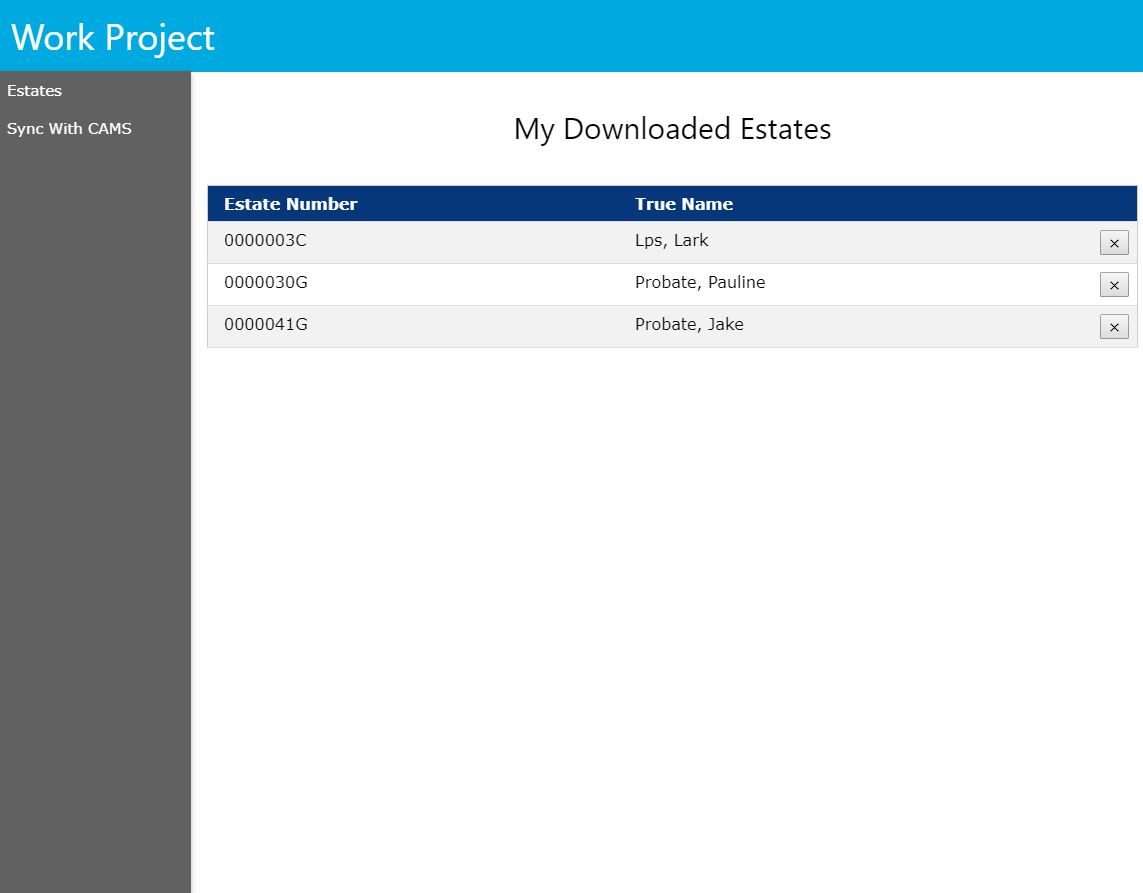 Work Project
Estates
Sync With CAMS
My Downloaded Estates
Estate Number True Name
0000003C Lps, Lark ×
0000030G Probate, Pauline ×
0000041G Probate, Jake ×